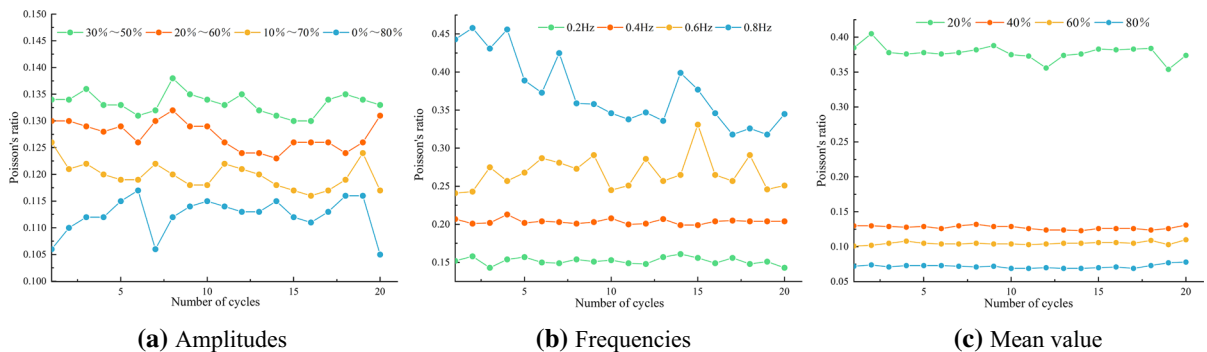 30%～50% 20%～60% 10%～70% 0%～80%
0.150
0.145
0.140
0.135
0.130
0.125
0.120
0.115
0.110
0.105
0.100
Poisson's ratio
5 10 15 20
Number of cycles
(a) Amplitudes
0.2Hz 0.4Hz 0.6Hz 0.8Hz
0.45
0.40
0.35
0.30
0.25
0.20
0.15
Poisson's ratio
5 10 15 20
Number of cycles
(b) Frequencies
20% 40% 60% 80%
0.40
0.35
0.30
0.25
0.20
0.15
0.10
0.05
Poisson's ratio
5 10 15 20
Number of cycles
(c) Mean value